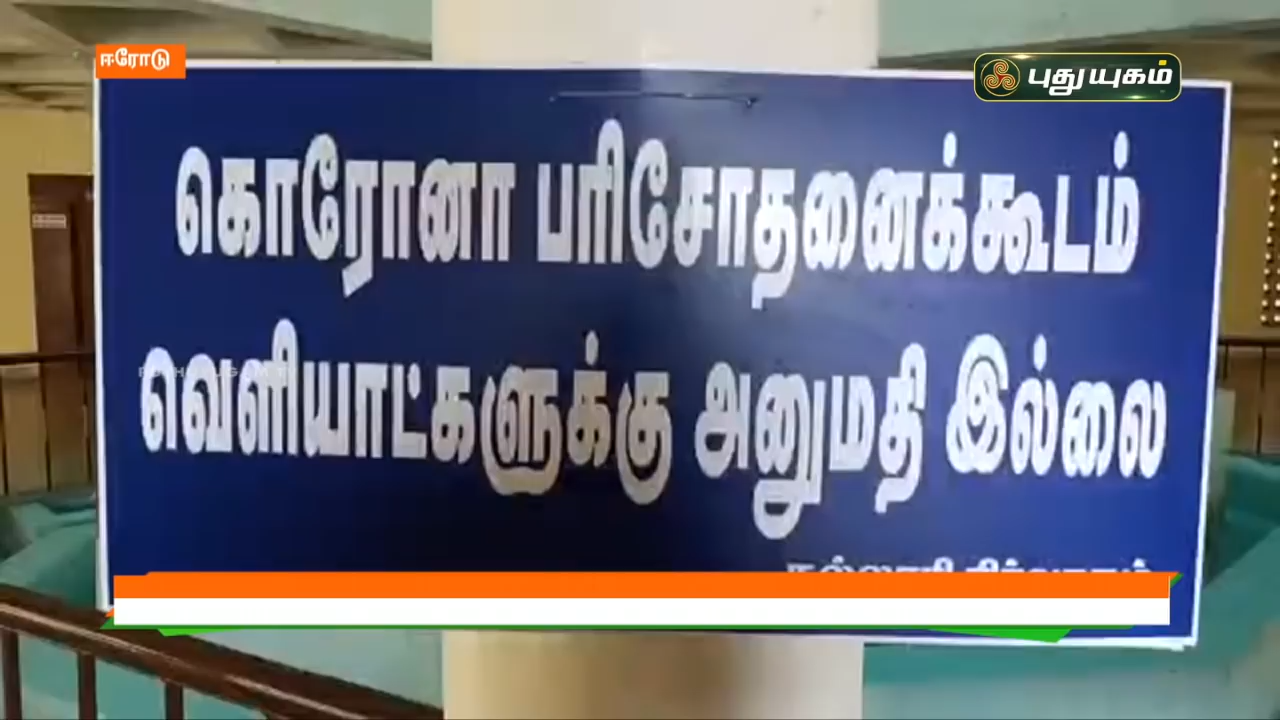 ஈரோடு
புதுயுகம்
கொரோனா பரிசோதனைக்கூடம்
வெளியாட்களுக்கு அனுமதி இல்லை